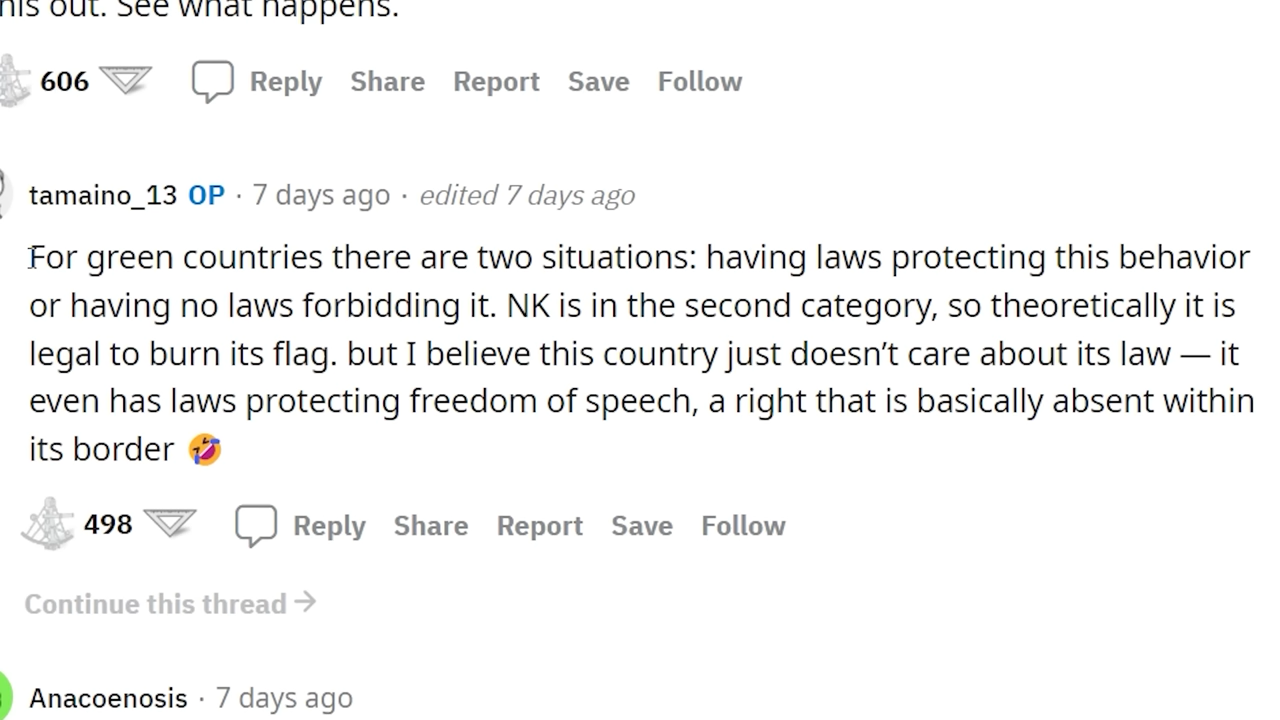 his out. See what happens.
606 Reply Share Report Save Follow
tamaino_13 OP · 7 days ago · edited 7 days ago
For green countries there are two situations: having laws protecting this behavior
or having no laws forbidding it. NK is in the second category, so theoretically it is
legal to burn its flag. but I believe this country just doesn’t care about its law — it
even has laws protecting freedom of speech, a right that is basically absent within
its border 🤣
498 Reply Share Report Save Follow
Continue this thread →
Anacoenosis · 7 days ago